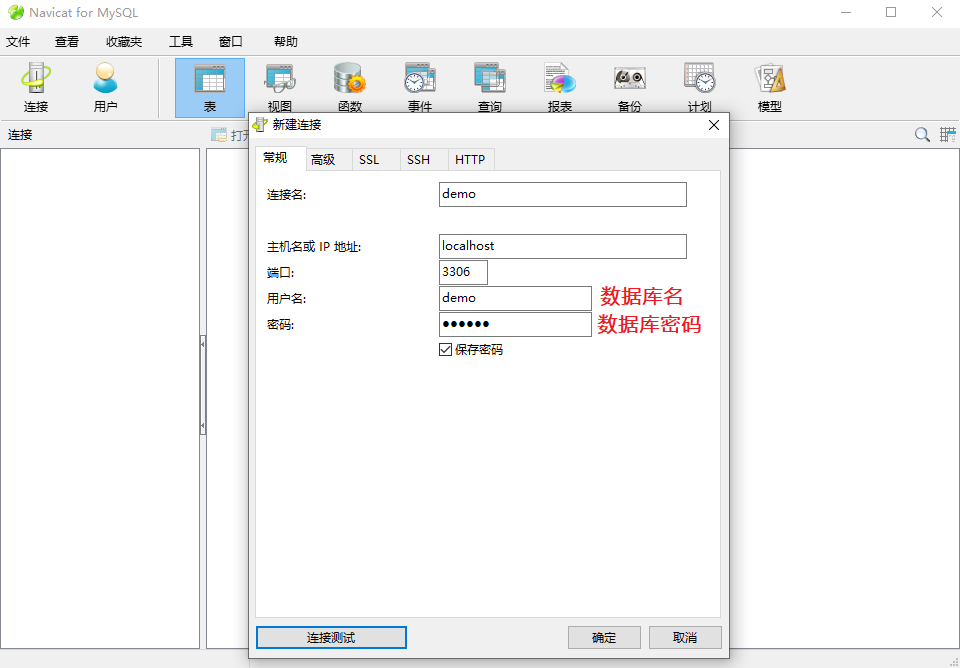 Navicat for MySQL
文件 查看 收藏夹 工具 窗口 帮助
连接 用户 表 视图 函数 事件 查询 报表 备份 计划 模型
连接 打开
新建连接
常规 高级 SSL SSH HTTP
连接名: demo
主机名或 IP 地址: localhost
端口: 3306
用户名: demo 数据库名
密码: ●●●●●● 数据库密码
保存密码
连接测试 确定 取消